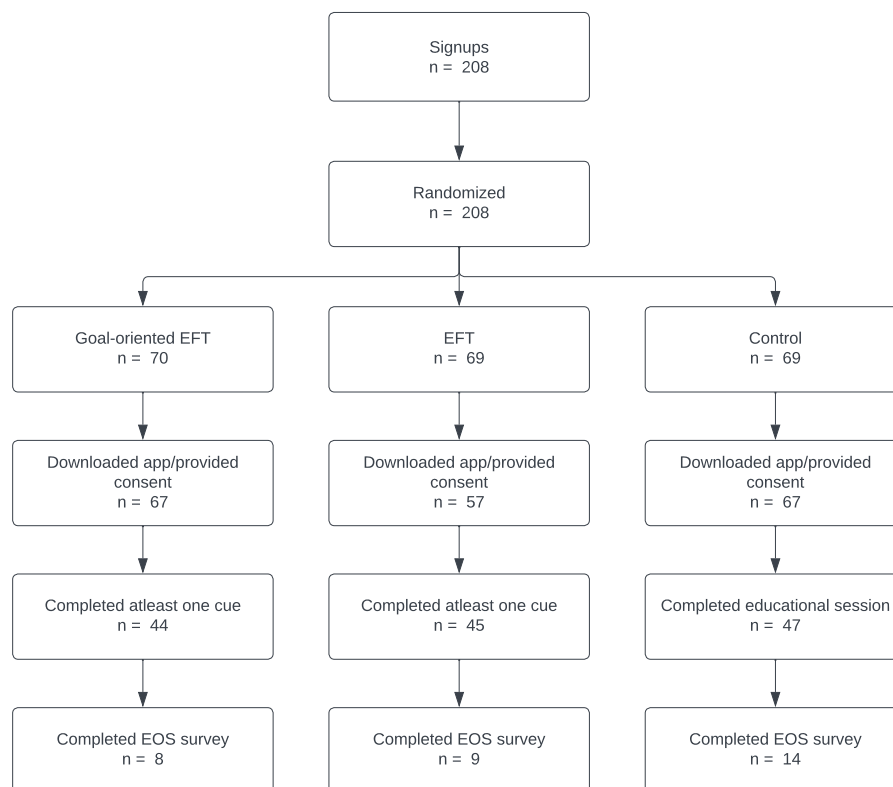 Signups
n = 208
Randomized
n = 208
Goal-oriented EFT
n = 70
EFT
n = 69
Control
n = 69
Downloaded app/provided
consent
n = 67
Downloaded app/provided
consent
n = 57
Downloaded app/provided
consent
n = 67
Completed atleast one cue
n = 44
Completed atleast one cue
n = 45
Completed educational session
n = 47
Completed EOS survey
n = 8
Completed EOS survey
n = 9
Completed EOS survey
n = 14